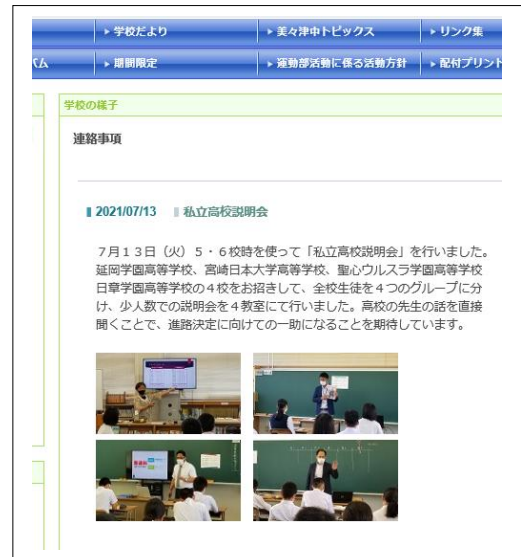 学校だより
美々津中トピックス
リンク集
バム
期間限定
運動部活動に係る活動方針
配付プリント
学校の様子
連絡事項
2021/07/13 私立高校説明会
7月13日（火）5・6校時を使って「私立高校説明会」を行いました。
延岡学園高等学校、宮崎日本大学高等学校、聖心ウルスラ学園高等学校
日章学園高等学校の4校をお招きして、全校生徒を4つのグループに分
け、少人数での説明会を4教室にて行いました。高校の先生の話を直接
聞くことで、進路決定に向けての一助になることを期待しています。